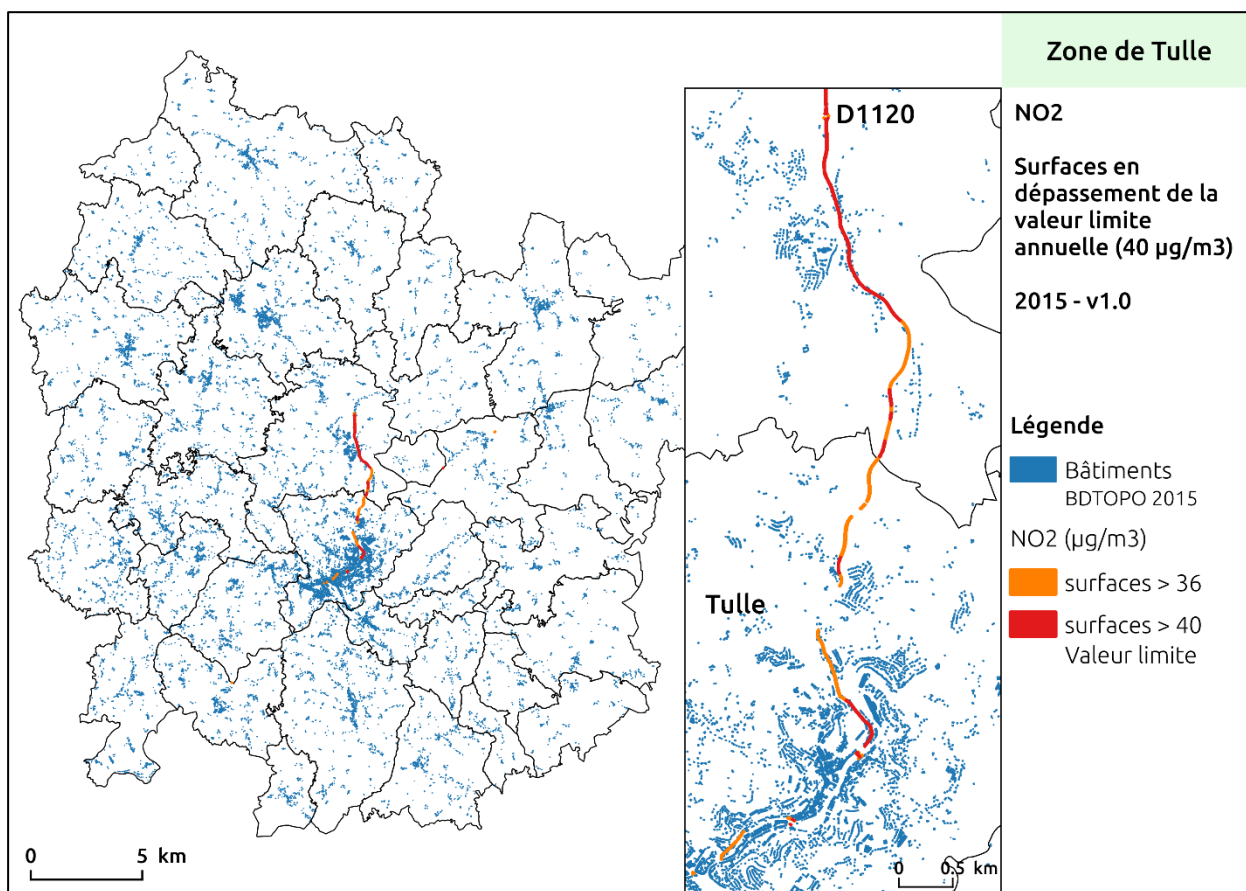 Zone de Tulle
NO2
Surfaces en
dépassement de la
valeur limite
annuelle (40 µg/m3)
2015 - v1.0
Légende
Bâtiments
BDTOPO 2015
NO2 (µg/m3)
surfaces > 36
surfaces > 40
Valeur limite
D1120
Tulle
0 5 km
0 0.5 km